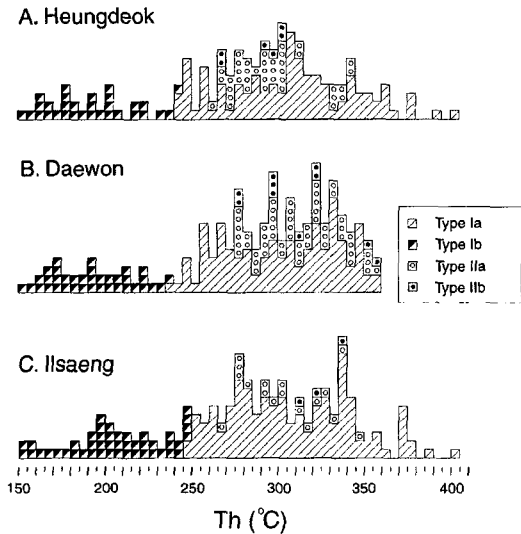 A. Heungdeok
B. Daewon
Type Ia
Type Ib
Type IIa
Type IIb
C. Ilsaeng
150 200 250 300 350 400
Th (°C)